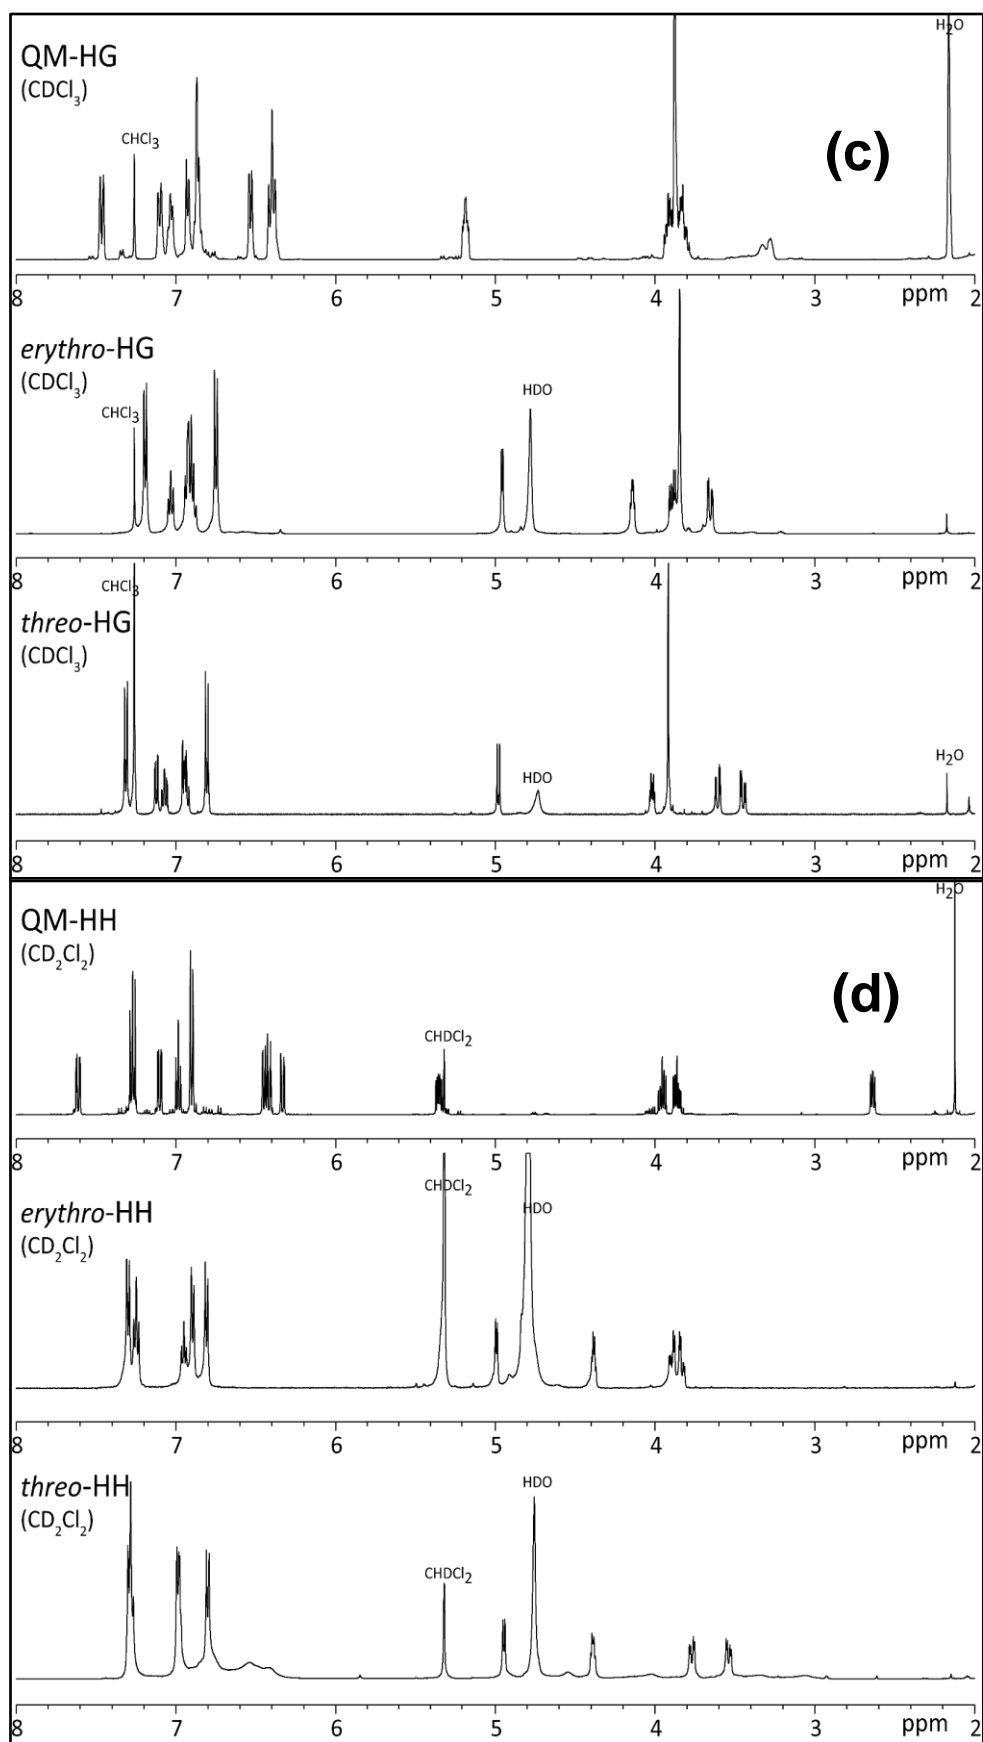 H₂O
QM-HG
(CDCl₃)
CHCl₃
(c)
8 7 6 5 4 3 ppm 2
erythro-HG
(CDCl₃)
CHCl₃
HDO
8 7 6 5 4 3 ppm 2
CHCl₃
threo-HG
(CDCl₃)
HDO
H₂O
8 7 6 5 4 3 ppm 2
H₂O
QM-HH
(CD₂Cl₂)
(d)
CHDCl₂
8 7 6 5 4 3 ppm 2
CHDCl₂
erythro-HH
HDO
(CD₂Cl₂)
8 7 6 5 4 3 ppm 2
threo-HH
HDO
(CD₂Cl₂)
CHDCl₂
8 7 6 5 4 3 ppm 2